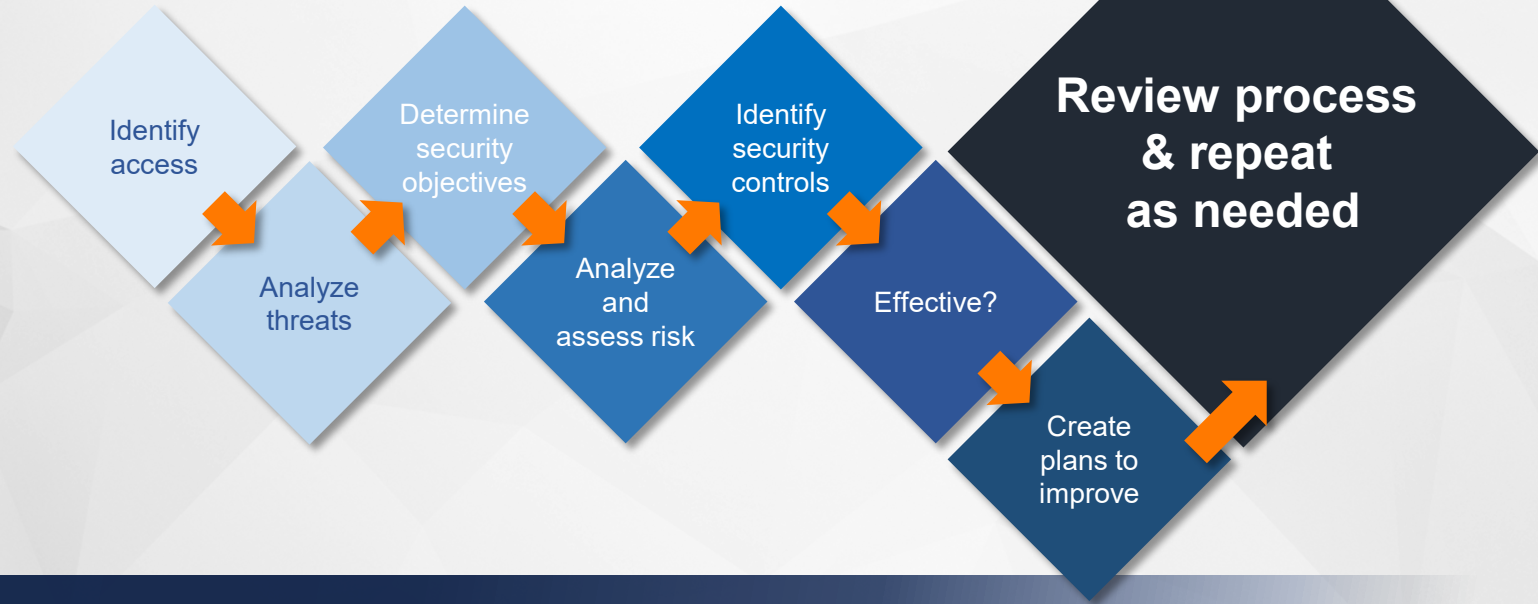 Identify
access
Analyze
threats
Determine
security
objectives
Analyze
and
assess risk
Identify
security
controls
Effective?
Create
plans to
improve
Review process
& repeat
as needed